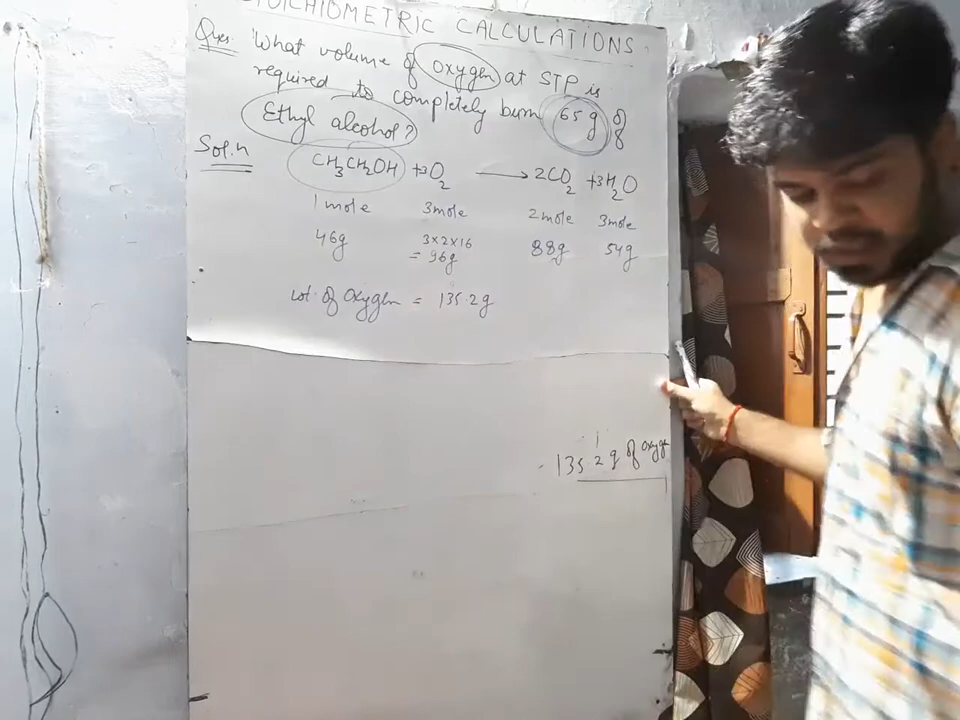 STOICHIOMETRIC CALCULATIONS
Ques. What volume of oxygen at STP is
required to completely burn 65g of
Ethyl alcohol?
Sol.n
CH₃CH₂OH +3O₂ ⟶ 2CO₂ +3H₂O
1 mole 3mole 2mole 3mole
46g 3×2×16 88g 54g
= 96g
wt. of Oxygen = 135.2g
135.2 g of oxygen